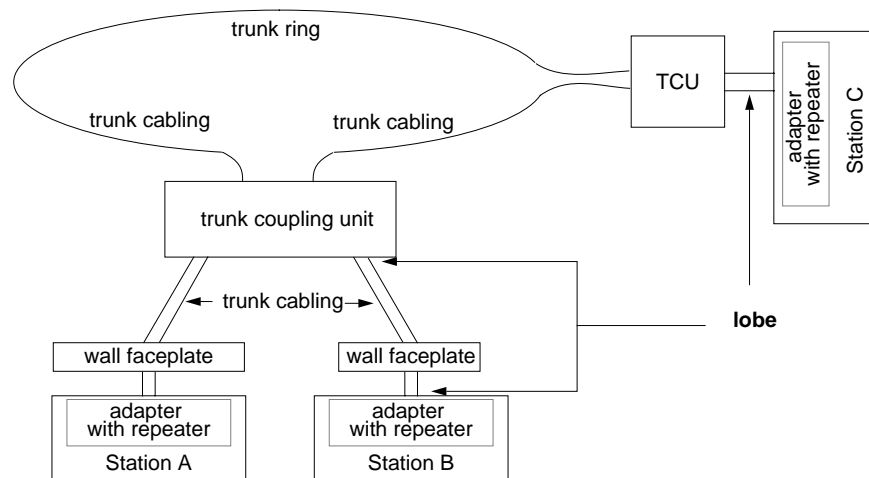 trunk ring
TCU
adapter
with repeater
Station C
trunk cabling
trunk cabling
trunk coupling unit
trunk cabling
lobe
wall faceplate
wall faceplate
adapter
with repeater
Station A
adapter
with repeater
Station B